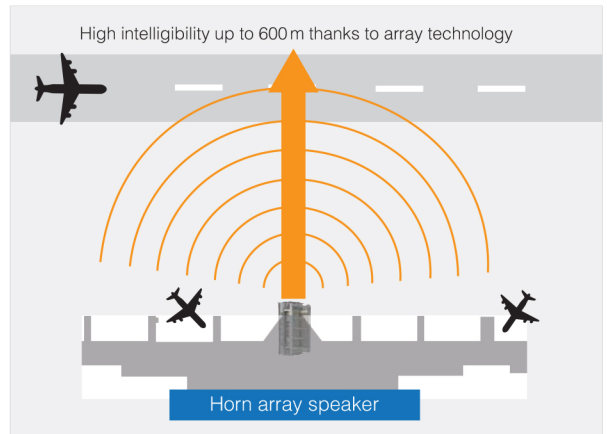 High intelligibility up to 600 m thanks to array technology
Horn array speaker